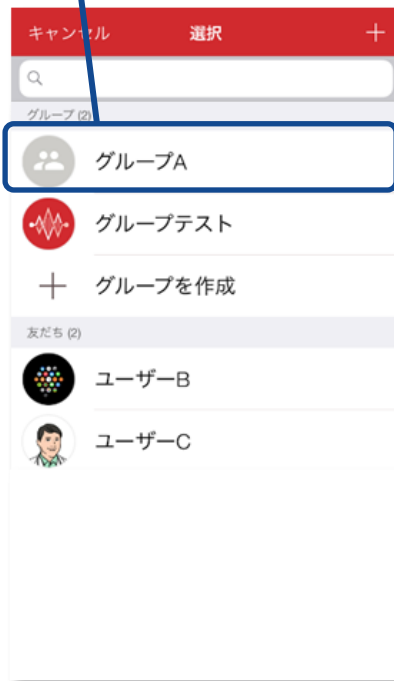 キャンセル 選択 +
グループ (2)
グループA
グループテスト
+ グループを作成
友だち (2)
ユーザーB
ユーザーC